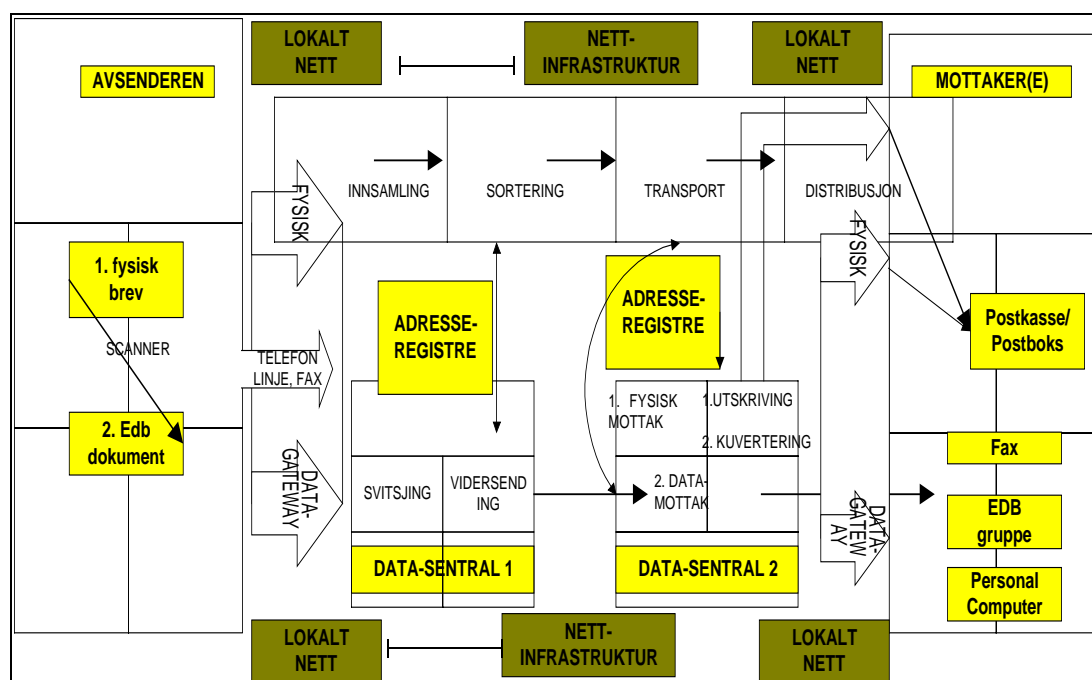 LOKALT
NETT
NETT-
INFRASTRUKTUR
LOKALT
NETT
AVSENDEREN
MOTTAKER(E)
FYSISK
INNSAMLING
SORTERING
TRANSPORT
DISTRIBUSJON
FYSISK
1. fysisk
brev
SCANNER
2. Edb
dokument
TELEFON
LINJE, FAX
DATA-
GATEWAY
ADRESSE-
REGISTRE
ADRESSE-
REGISTRE
SVITSJING
VIDERSEND
ING
DATA-SENTRAL 1
1. FYSISK
MOTTAK
1.UTSKRIVING
2. KUVERTERING
2. DATA-
MOTTAK
DATA-SENTRAL 2
DATA-
GATEW
AY
Postkasse/
Postboks
Fax
EDB
gruppe
Personal
Computer
LOKALT
NETT
NETT-
INFRASTRUKTUR
LOKALT
NETT